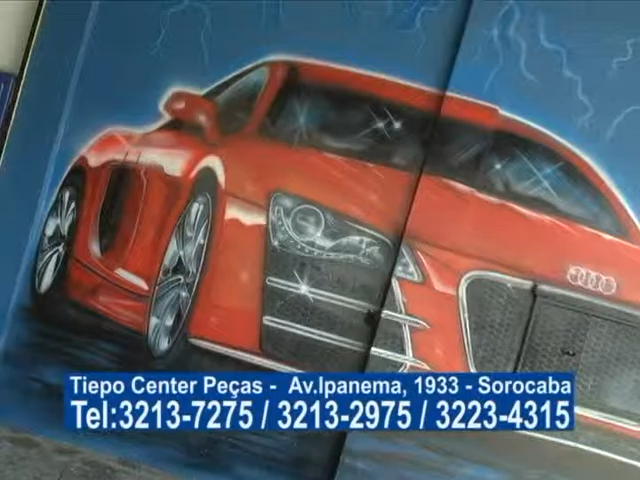 Tiepo Center Peças - Av.Ipanema, 1933 - Sorocaba
Tel:3213-7275 / 3213-2975 / 3223-4315